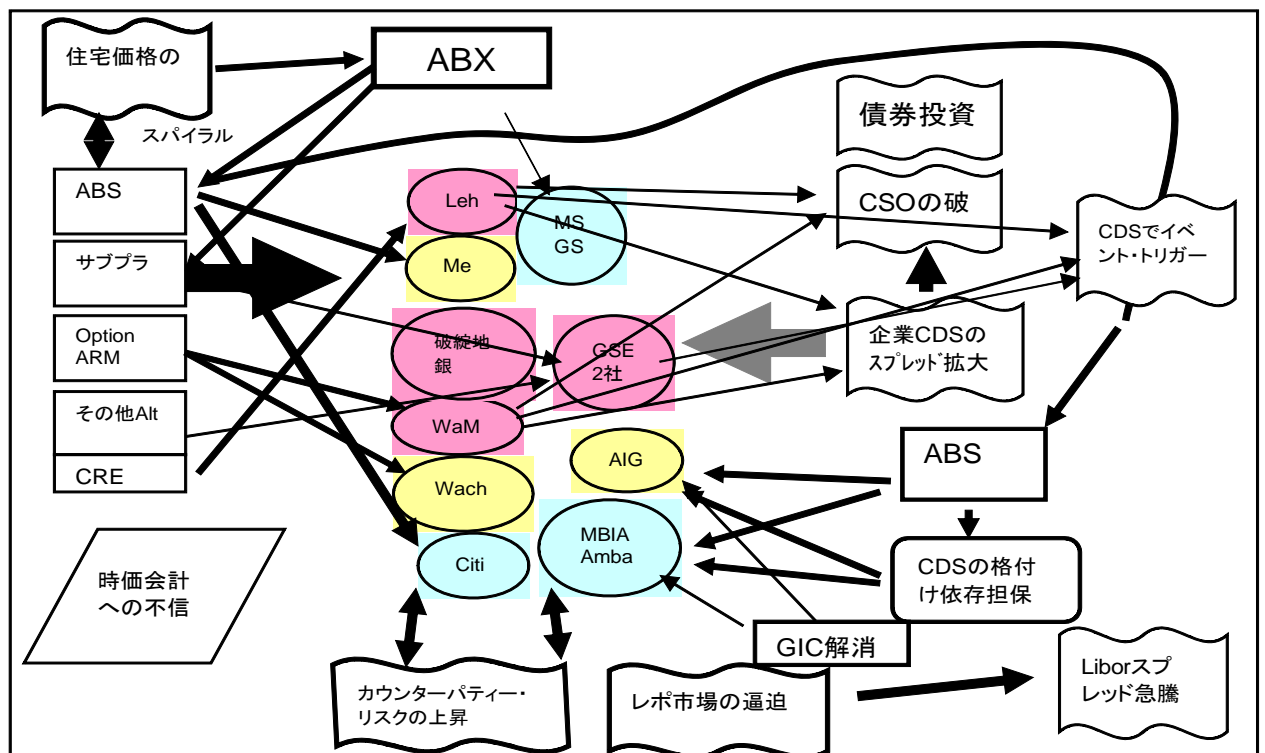 住宅価格の
ABX
スパイラル
ABS
サブプラ
Option
ARM
その他Alt
CRE
時価会計
への不信
Leh
Me
MS
GS
破綻地
銀
GSE
2社
WaM
Wach
Citi
AIG
MBIA
Amba
債券投資
CSOの破
CDSでイベ
ント・トリガー
企業CDSの
スプレッド拡大
ABS
CDSの格付
け依存担保
GIC解消
カウンターパティー・
リスクの上昇
レポ市場の逼迫
Liborスプ
レッド急騰